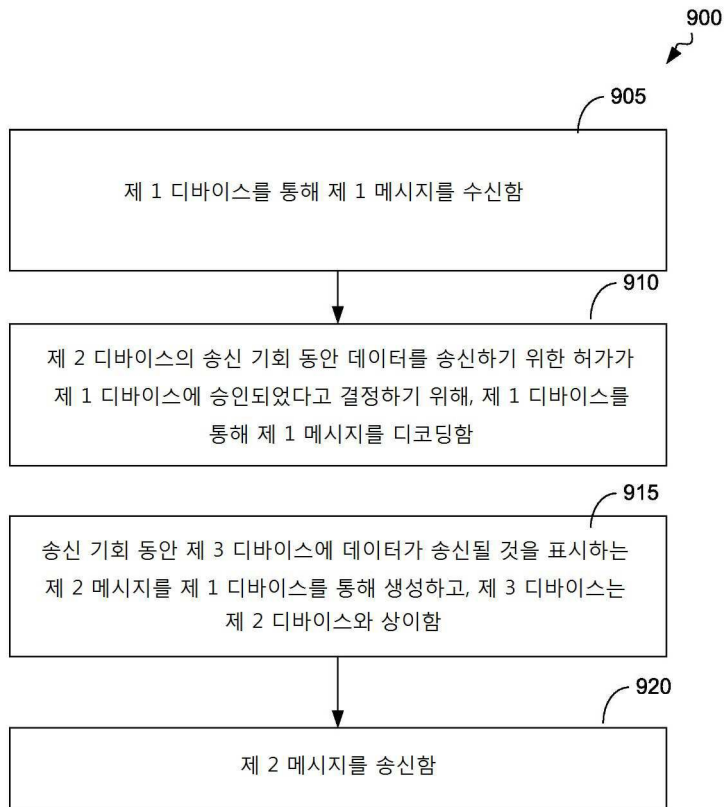 900
905
제 1 디바이스를 통해 제 1 메시지를 수신함
910
제 2 디바이스의 송신 기회 동안 데이터를 송신하기 위한 허가가
제 1 디바이스에 승인되었다고 결정하기 위해, 제 1 디바이스를
통해 제 1 메시지를 디코딩함
915
송신 기회 동안 제 3 디바이스에 데이터가 송신될 것을 표시하는
제 2 메시지를 제 1 디바이스를 통해 생성하고, 제 3 디바이스는
제 2 디바이스와 상이함
920
제 2 메시지를 송신함